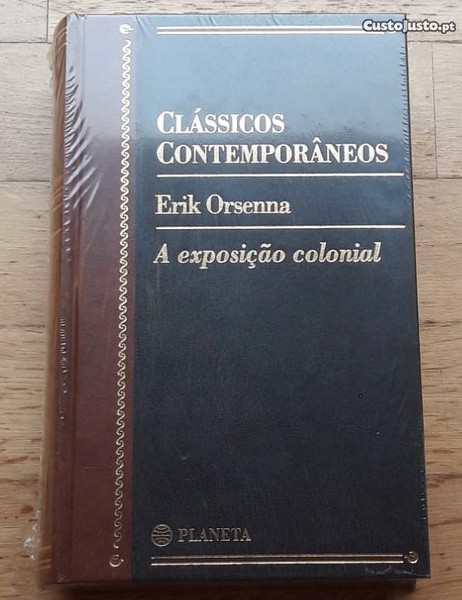 CustoJusto.pt
CLÁSSICOS
CONTEMPORÂNEOS
Erik Orsenna
A exposição colonial
PLANETA